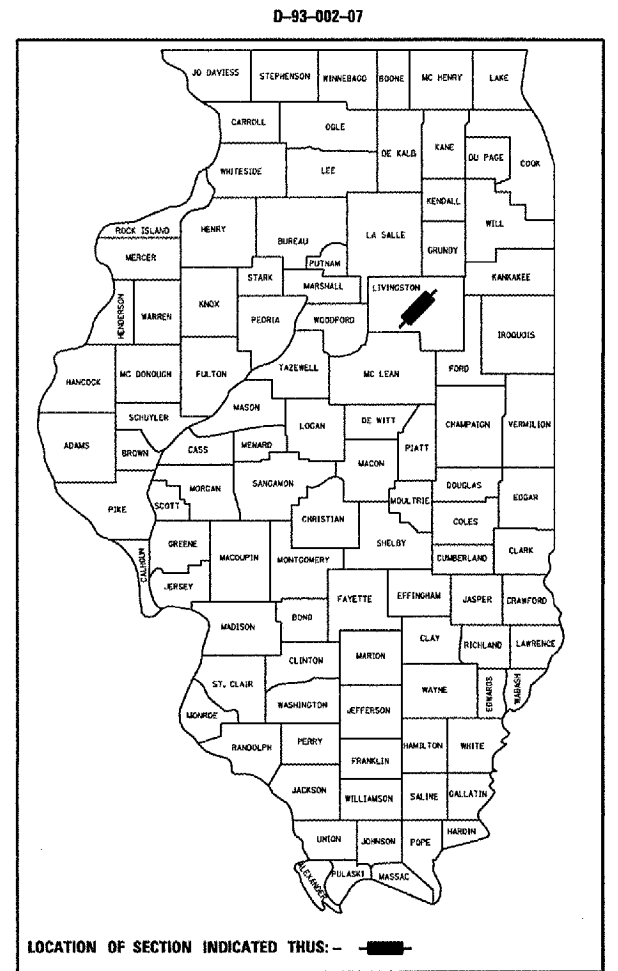 D-93-002-07
JO DAVIESS STEPHENSON WINNEBAGO BOONE MC HENRY LAKE
CARROLL OGLE DE KALB KANE DU PAGE COOK
WHITESIDE LEE KENDALL WILL
ROCK ISLAND HENRY BUREAU LA SALLE GRUNDY
MERCER PUTNAM KANKAKEE
STARK MARSHALL LIVINGSTON
HENDERSON WARREN KNOX PEORIA WOODFORD IROQUOIS
HANCOCK MC DONOUGH FULTON TAZEWELL MC LEAN FORD
SCHUYLER MASON LOGAN DE WITT CHAMPAIGN VERMILION
ADAMS BROWN CASS MENARD PIATT
MACON
PIKE SCOTT MORGAN SANGAMON MOULTRIE DOUGLAS EDGAR
CHRISTIAN COLES
CALHOUN GREENE MACOUPIN MONTGOMERY SHELBY CUMBERLAND CLARK
JERSEY FAYETTE EFFINGHAM JASPER CRAWFORD
MADISON BOND CLAY RICHLAND LAWRENCE
CLINTON MARION
ST. CLAIR WASHINGTON JEFFERSON WAYNE EDWARDS WABASH
MONROE
RANDOLPH PERRY FRANKLIN HAMILTON WHITE
JACKSON WILLIAMSON SALINE GALLATIN
UNION JOHNSON POPE HARDIN
ALEXANDER PULASKI MASSAC
LOCATION OF SECTION INDICATED THUS: -